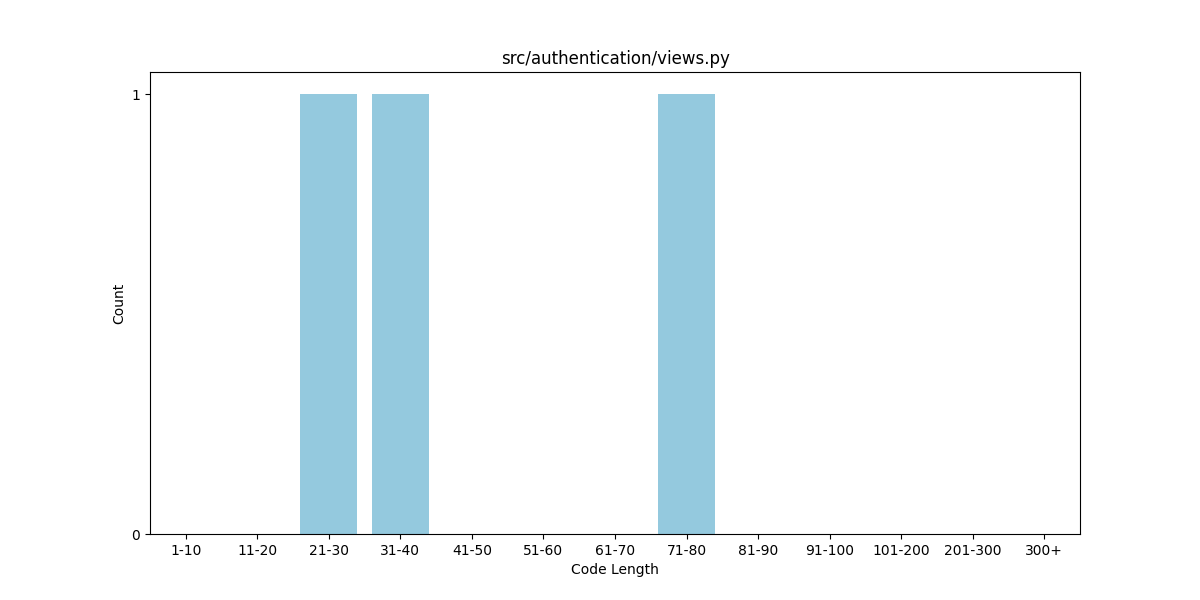 src/authentication/views.py
1
Count
0
1-10 11-20 21-30 31-40 41-50 51-60 61-70 71-80 81-90 91-100 101-200 201-300 300+
Code Length